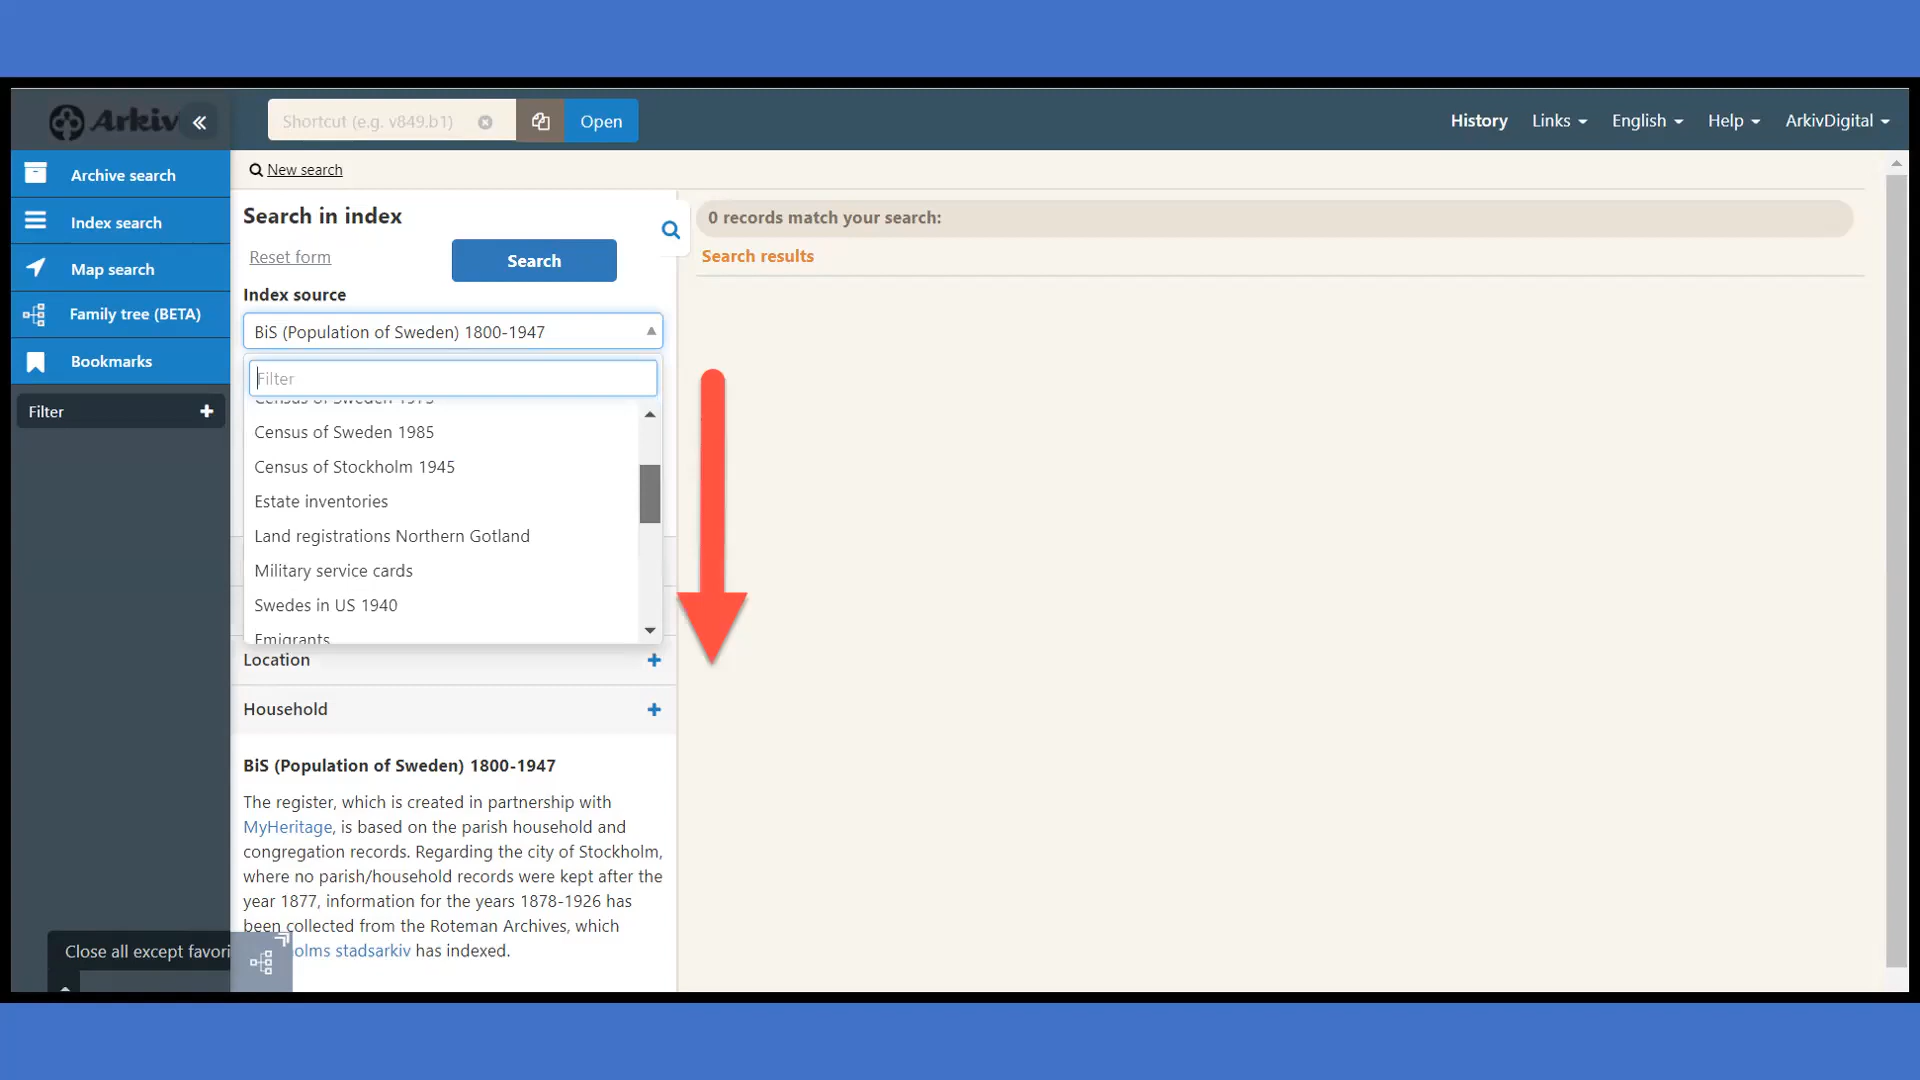 Arkiv
Shortcut (e.g. v849.b1)
Open
History
Links
English
Help
ArkivDigital
Archive search
Index search
Map search
Family tree (BETA)
Bookmarks
Filter
New search
Search in index
Reset form
Search
Index source
BiS (Population of Sweden) 1800-1947
Filter
Census of Sweden 1975
Census of Sweden 1985
Census of Stockholm 1945
Estate inventories
Land registrations Northern Gotland
Military service cards
Swedes in US 1940
Emigrants
Location
Household
BiS (Population of Sweden) 1800-1947
The register, which is created in partnership with
MyHeritage, is based on the parish household and
congregation records. Regarding the city of Stockholm,
where no parish/household records were kept after the
year 1877, information for the years 1878-1926 has
been collected from the Roteman Archives, which
olms stadsarkiv has indexed.
Close all except favori
0 records match your search:
Search results